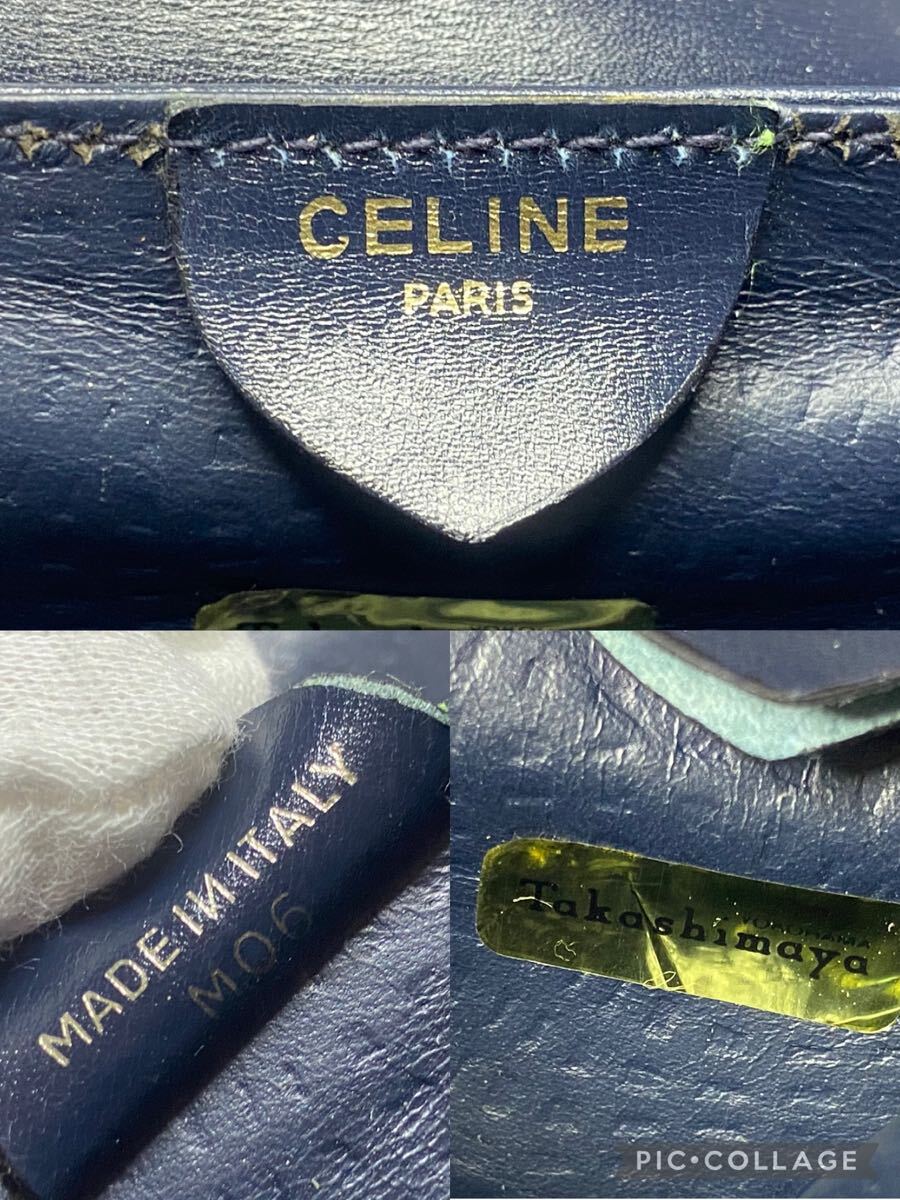 CELINE
PARIS
MADE IN ITALY
M06
Takashimaya
YOKOHAMA
PIC•COLLAGE